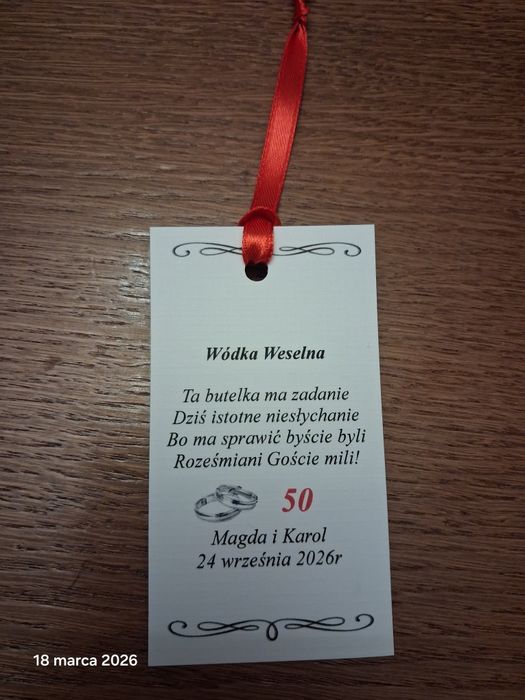 Wódka Weselna
Ta butelka ma zadanie
Dziś istotne niesłychanie
Bo ma sprawić byście byli
Roześmiani Goście mili!
50
Magda i Karol
24 września 2026r
18 marca 2026